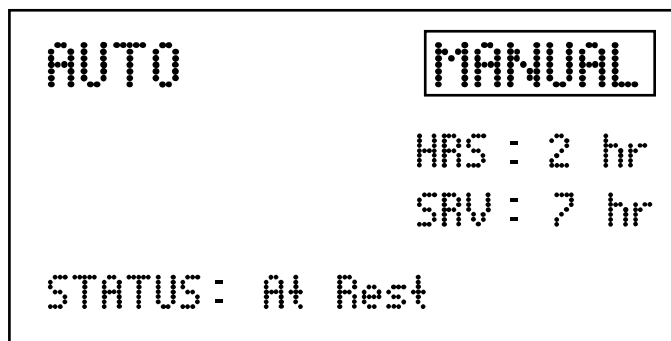 AUTO MANUAL
HRS: 2 hr
SRV: 7 hr
STATUS: At Rest